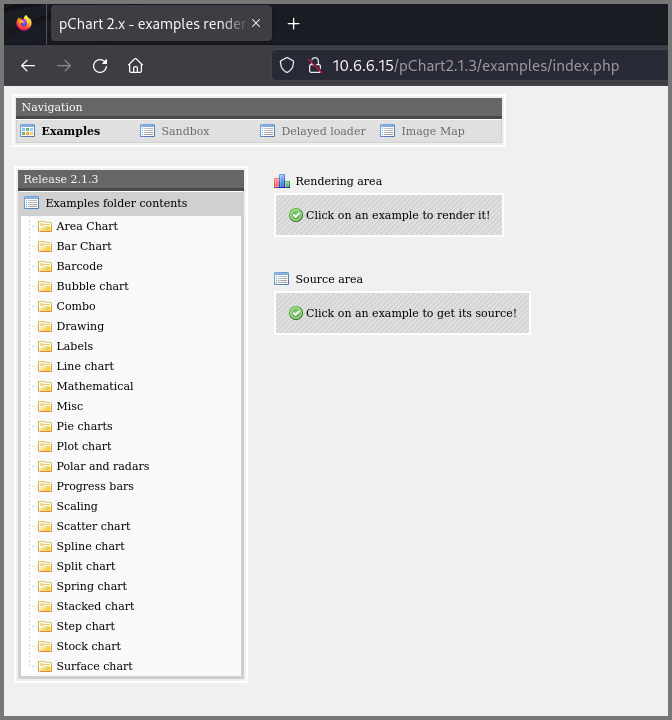 pChart 2.x - examples render
10.6.6.15/pChart2.1.3/examples/index.php
Navigation
Examples Sandbox Delayed loader Image Map
Release 2.1.3
Examples folder contents
Area Chart
Bar Chart
Barcode
Bubble chart
Combo
Drawing
Labels
Line chart
Mathematical
Misc
Pie charts
Plot chart
Polar and radars
Progress bars
Scaling
Scatter chart
Spline chart
Split chart
Spring chart
Stacked chart
Step chart
Stock chart
Surface chart
Rendering area
Click on an example to render it!
Source area
Click on an example to get its source!